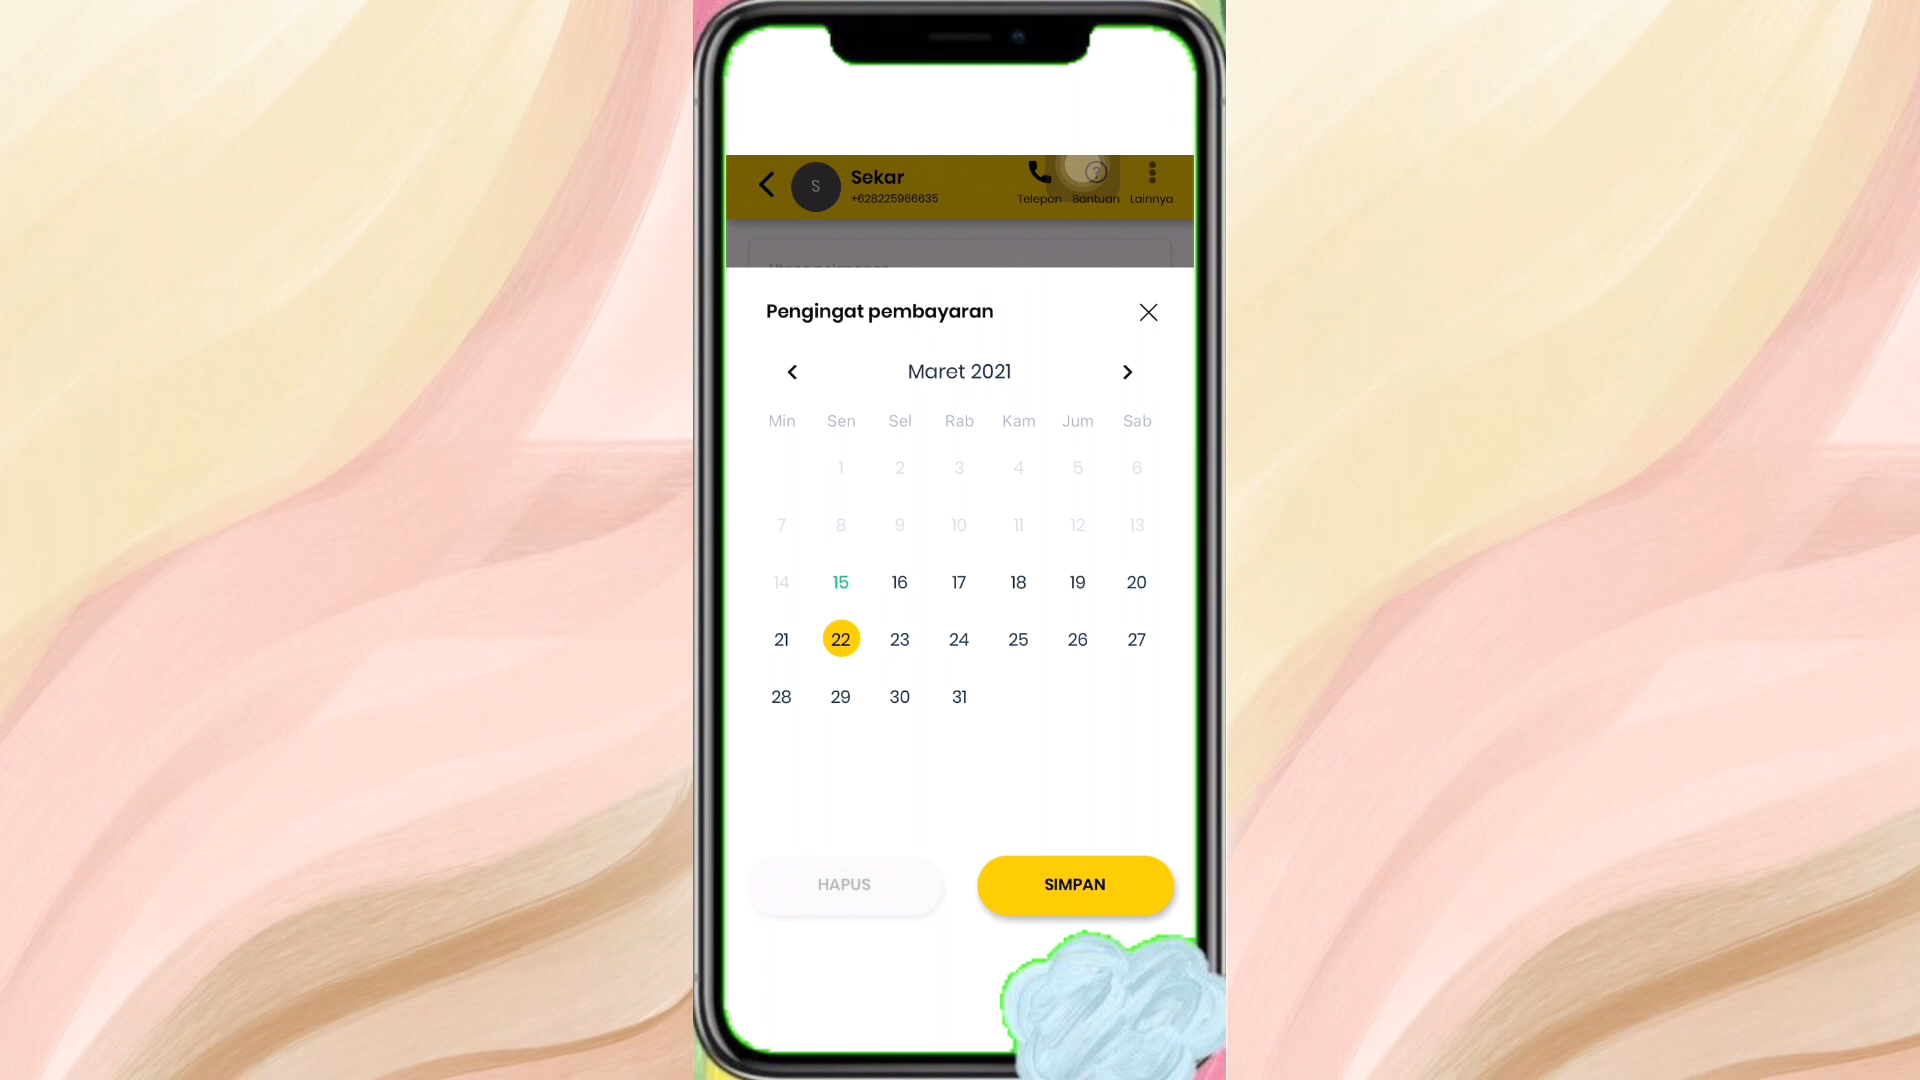 S
Sekar
+628225966635
Telepon
Bantuan
Lainnya
Pengingat pembayaran
Maret 2021
Min Sen Sel Rab Kam Jum Sab
1 2 3 4 5 6
7 8 9 10 11 12 13
14 15 16 17 18 19 20
21 22 23 24 25 26 27
28 29 30 31
HAPUS
SIMPAN